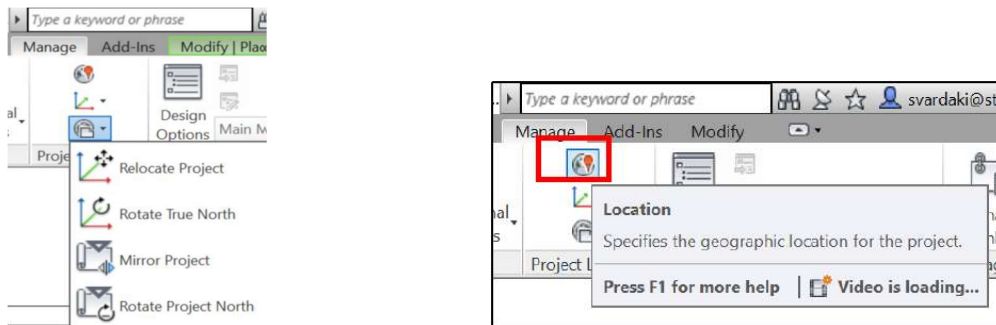 Type a keyword or phrase
Manage Add-Ins Modify | Plac
Design
Options
Main M
Proje
Relocate Project
Rotate True North
Mirror Project
Rotate Project North
Type a keyword or phrase
svardaki@st
Manage Add-Ins Modify
Location
Specifies the geographic location for the project.
Project L
Press F1 for more help | Video is loading...